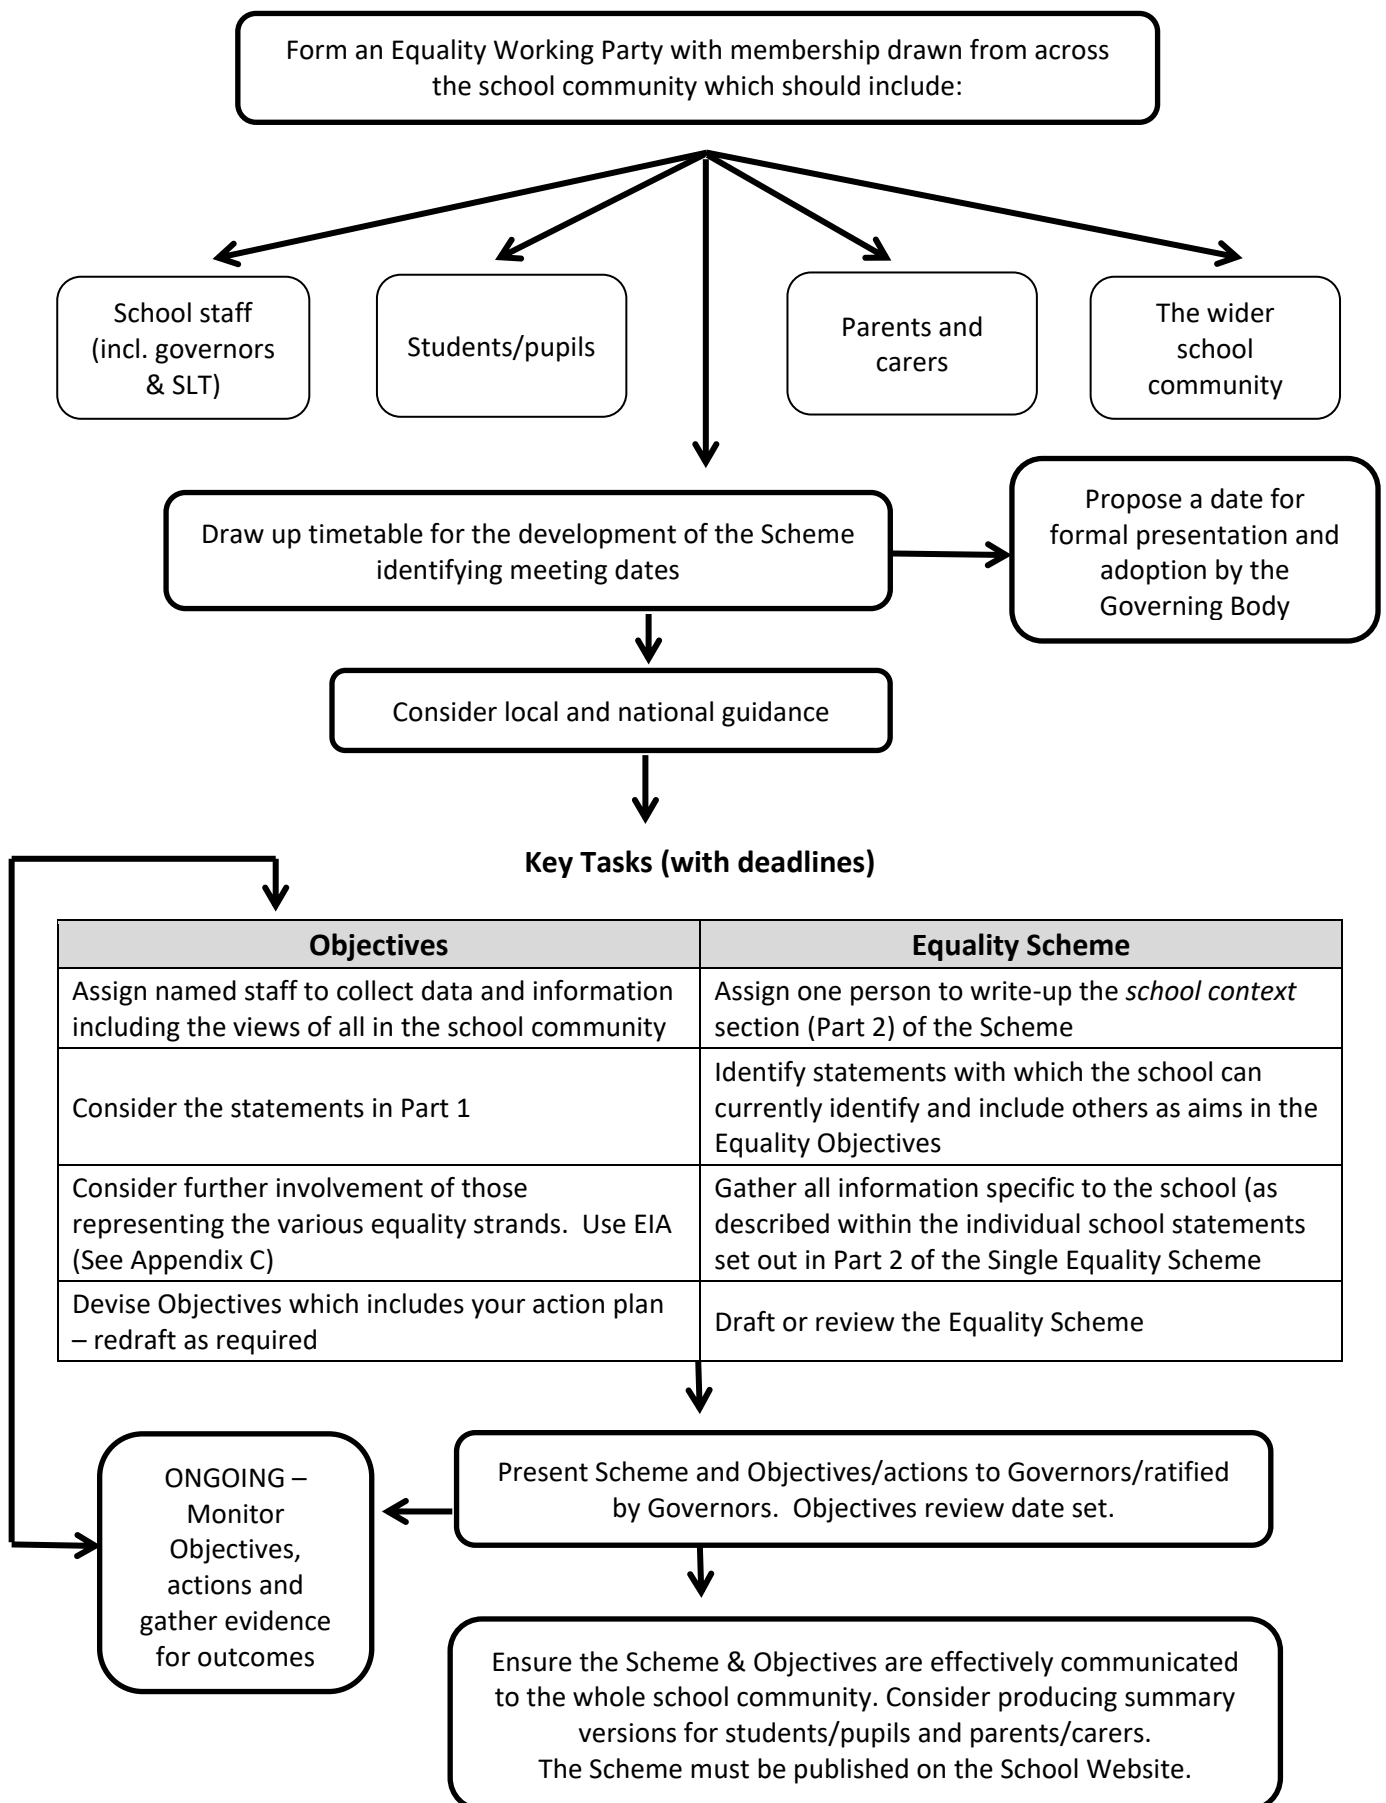 Form an Equality Working Party with membership drawn from across
the school community which should include:
School staff
(incl. governors
& SLT)
Students/pupils
Parents and
carers
The wider
school
community
Draw up timetable for the development of the Scheme
identifying meeting dates
Propose a date for
formal presentation and
adoption by the
Governing Body
Consider local and national guidance
Key Tasks (with deadlines)
Objectives
Equality Scheme
Assign named staff to collect data and information
including the views of all in the school community
Assign one person to write-up the school context
section (Part 2) of the Scheme
Consider the statements in Part 1
Identify statements with which the school can
currently identify and include others as aims in the
Equality Objectives
Consider further involvement of those
representing the various equality strands.  Use EIA
(See Appendix C)
Gather all information specific to the school (as
described within the individual school statements
set out in Part 2 of the Single Equality Scheme
Devise Objectives which includes your action plan
– redraft as required
Draft or review the Equality Scheme
ONGOING –
Monitor
Objectives,
actions and
gather evidence
for outcomes
Present Scheme and Objectives/actions to Governors/ratified
by Governors.  Objectives review date set.
Ensure the Scheme & Objectives are effectively communicated
to the whole school community. Consider producing summary
versions for students/pupils and parents/carers.
The Scheme must be published on the School Website.